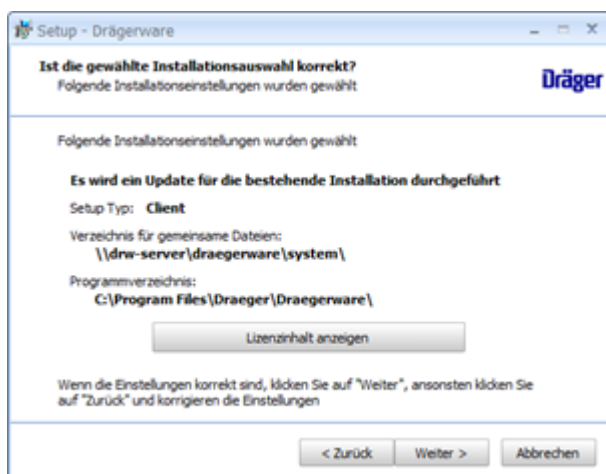 Setup - Drägerware
Ist die gewählte Installationsauswahl korrekt?
Folgende Installationseinstellungen wurden gewählt
Dräger
Folgende Installationseinstellungen wurden gewählt
Es wird ein Update für die bestehende Installation durchgeführt
Setup Typ: Client
Verzeichnis für gemeinsame Dateien:
\\drw-server\draegerware\system\
Programmverzeichnis:
C:\Program Files\Draeger\Draegerware\
Lizenzinhalt anzeigen
Wenn die Einstellungen korrekt sind, klicken Sie auf "Weiter", ansonsten klicken Sie
auf "Zurück" und korrigieren die Einstellungen
< Zurück
Weiter >
Abbrechen